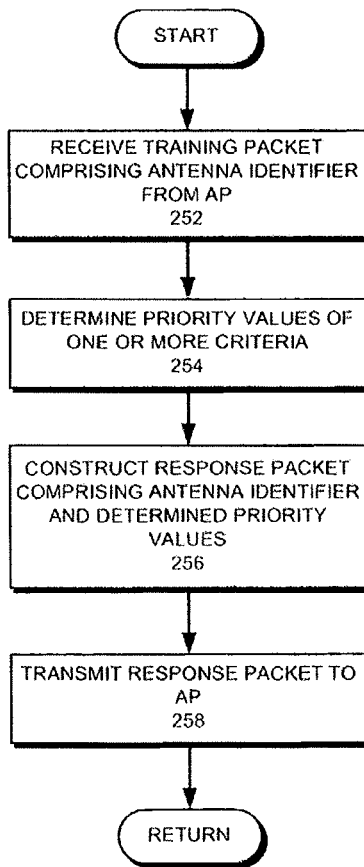 START
RECEIVE TRAINING PACKET
COMPRISING ANTENNA IDENTIFIER
FROM AP
252
DETERMINE PRIORITY VALUES OF
ONE OR MORE CRITERIA
254
CONSTRUCT RESPONSE PACKET
COMPRISING ANTENNA IDENTIFIER
AND DETERMINED PRIORITY
VALUES
256
TRANSMIT RESPONSE PACKET TO
AP
258
RETURN